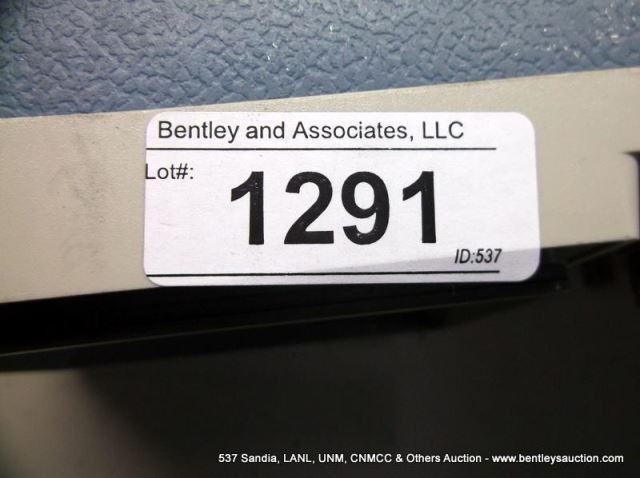 Bentley and Associates, LLC
Lot#:
1291
ID:537
537 Sandia, LANL, UNM, CNMCC & Others Auction - www.bentleysauction.com